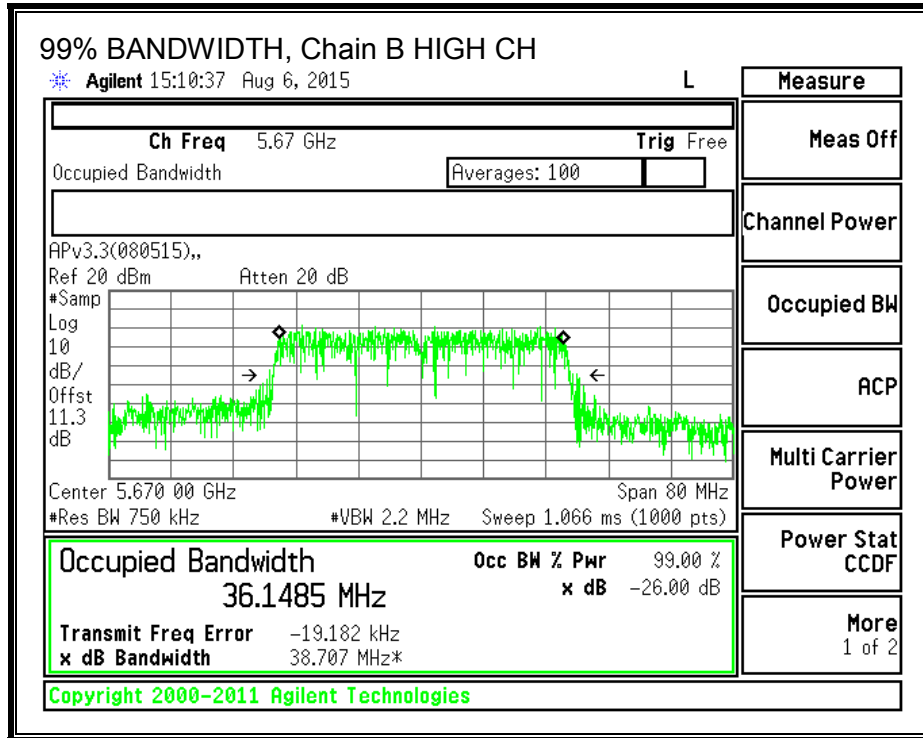 99% BANDWIDTH, Chain B HIGH CH
Agilent 15:10:37 Aug 6, 2015 L
Measure
Ch Freq 5.67 GHz Trig Free
Meas Off
Occupied Bandwidth Averages: 100
Channel Power
APv3.3(080515),,
Ref 20 dBm Atten 20 dB
#Samp
Log
10
dB/
Offst
11.3
dB
Occupied BW
ACP
Multi Carrier
Power
Center 5.670 00 GHz Span 80 MHz
#Res BW 750 kHz #VBW 2.2 MHz Sweep 1.066 ms (1000 pts)
Power Stat
CCDF
Occupied Bandwidth Occ BW % Pwr 99.00 %
36.1485 MHz x dB -26.00 dB
Transmit Freq Error -19.182 kHz
x dB Bandwidth 38.707 MHz*
More
1 of 2
Copyright 2000-2011 Agilent Technologies